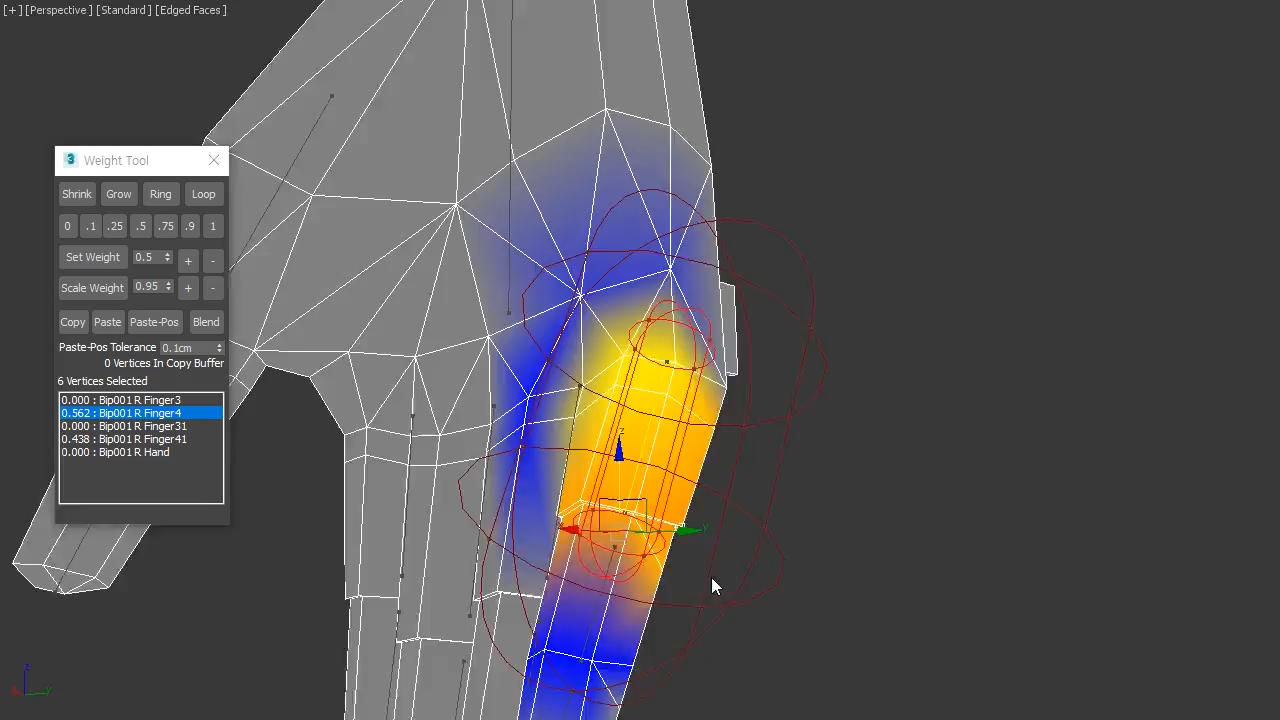 [+] [Perspective ] [Standard ] [Edged Faces ]
3 Weight Tool
Shrink Grow Ring Loop
0 .1 .25 .5 .75 .9 1
Set Weight 0.5 + -
Scale Weight 0.95 + -
Copy Paste Paste-Pos Blend
Paste-Pos Tolerance 0.1cm
0 Vertices In Copy Buffer
6 Vertices Selected
0.000 : Bip001 R Finger3
0.562 : Bip001 R Finger4
0.000 : Bip001 R Finger31
0.438 : Bip001 R Finger41
0.000 : Bip001 R Hand
z
y
z
y